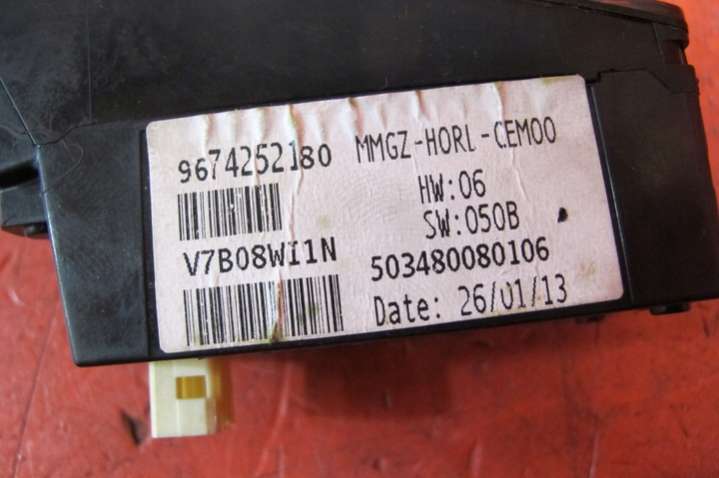 9674252180 MMGZ-HORL-CEM00
HW:06
SW:050B
V7B08WI1N 503480080106
Date: 26/01/13